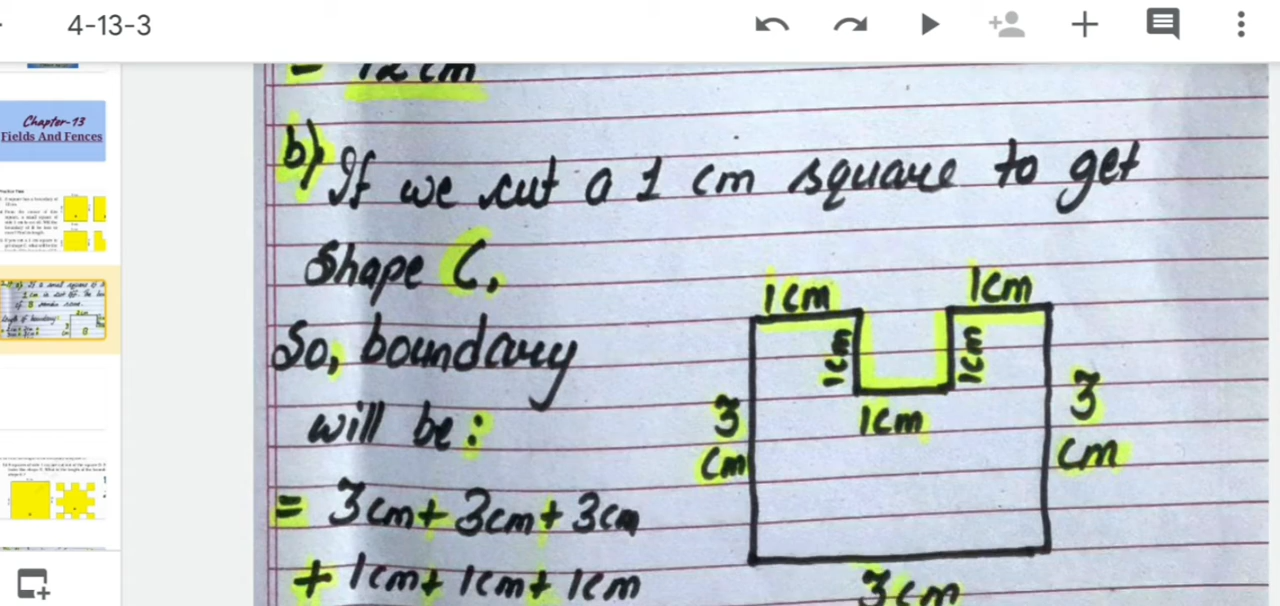 4-13-3
Chapter-13
Fields And Fences
= 12 cm
b) If we cut a 1 cm square to get
shape C.
So, boundary
will be:
= 3cm + 3cm + 3cm
+ 1cm + 1cm + 1cm
1cm
1cm
1cm
1cm
1cm
3
cm
3
cm
3cm